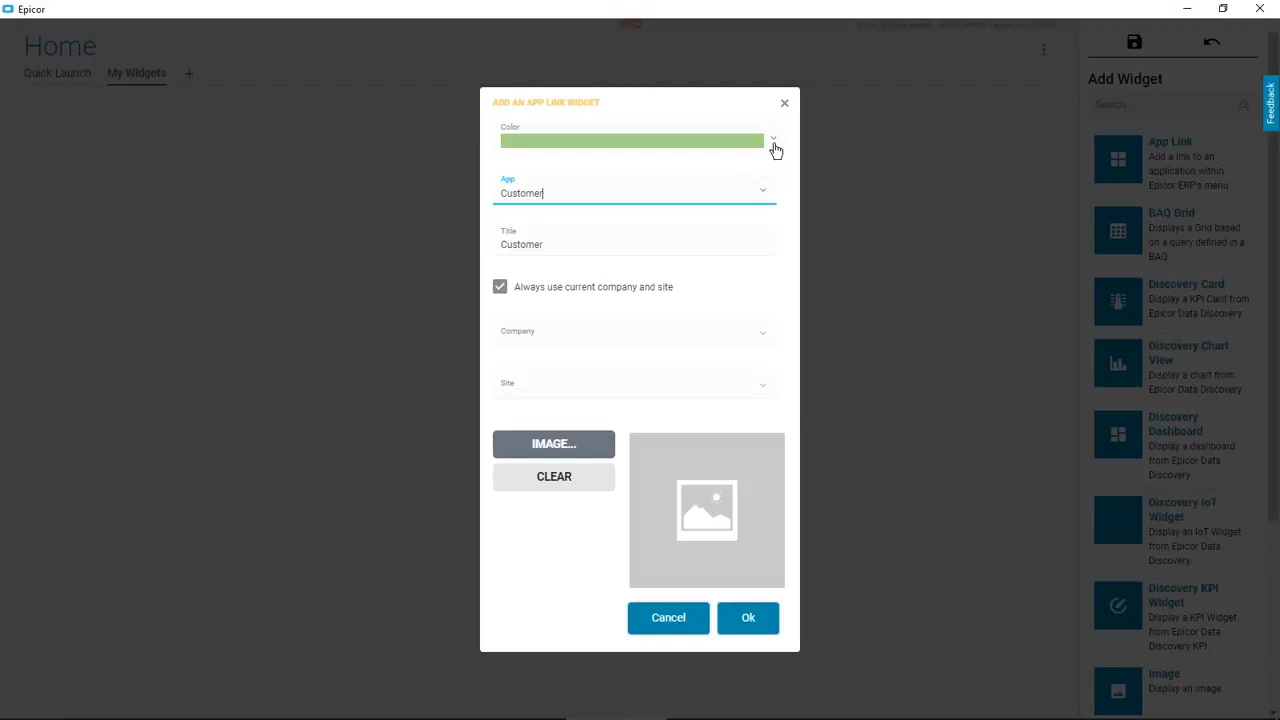 Epicor
Home
Quick Launch
My Widgets
+
ADD AN APP LINK WIDGET
Color
App
Customer
Title
Customer
Always use current company and site
Company
Site
IMAGE...
CLEAR
Cancel
Ok
Add Widget
Search...
Feedback
App Link
Add a link to an
application within
Epicor ERP's menu.
BAQ Grid
Displays a Grid based
on a query defined in a
BAQ.
Discovery Card
Display a KPI Card from
Epicor Data Discovery.
Discovery Chart
View
Display a chart from
Epicor Data Discovery.
Discovery
Dashboard
Display a dashboard
from Epicor Data
Discovery.
Discovery IoT
Widget
Display an IoT Widget
from Epicor Data
Discovery.
Discovery KPI
Widget
Display a KPI Widget
from Epicor Data
Discovery KPI.
Image
Display an image.